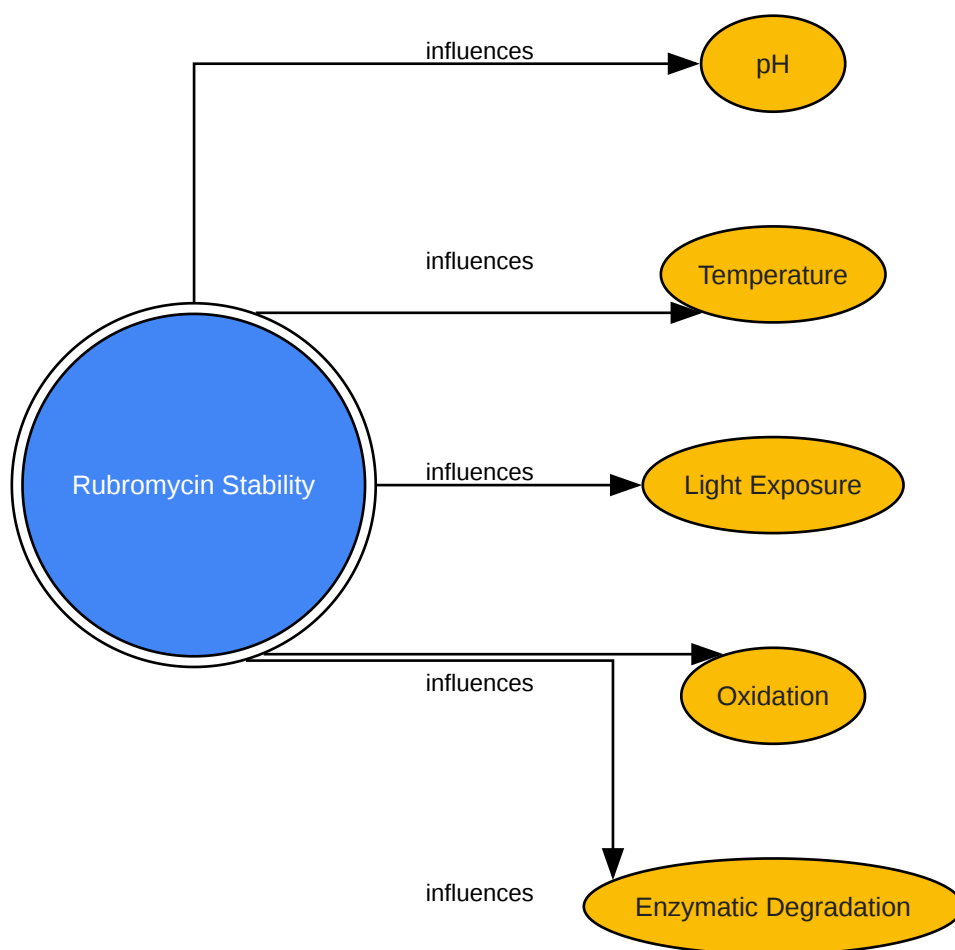 influences
pH
influences
Temperature
Rubromycin Stability
influences
Light Exposure
influences
Oxidation
influences
Enzymatic Degradation